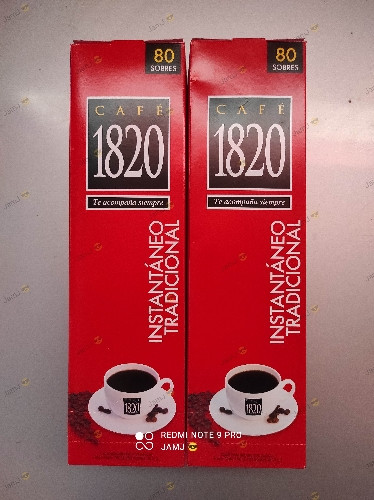 80
SOBRES
CAFÉ
1820
Te acompaña siempre
INSTANTÁNEO
TRADICIONAL
1820
80
SOBRES
CAFÉ
1820
Te acompaña siempre
INSTANTÁNEO
TRADICIONAL
1820
REDMI NOTE 9 PRO
JAMJ